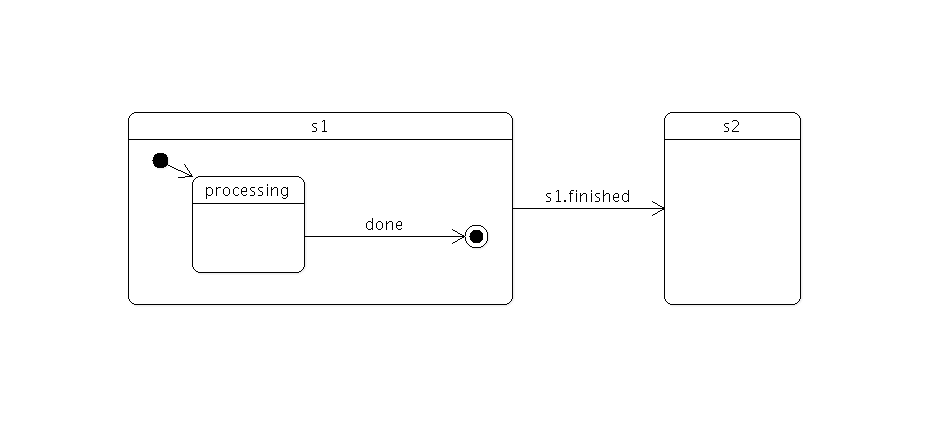 s1
s2
processing
s1.finished
done